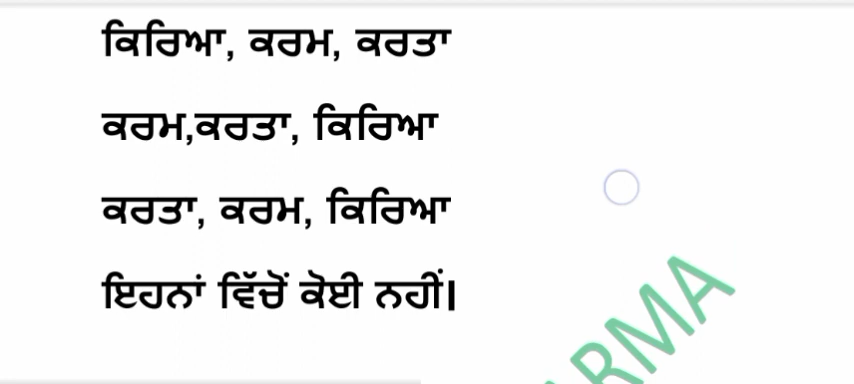 ਕਿਰਿਆ, ਕਰਮ, ਕਰਤਾ
ਕਰਮ,ਕਰਤਾ, ਕਿਰਿਆ
ਕਰਤਾ, ਕਰਮ, ਕਿਰਿਆ
ਇਹਨਾਂ ਵਿੱਚੋਂ ਕੋਈ ਨਹੀਂ।